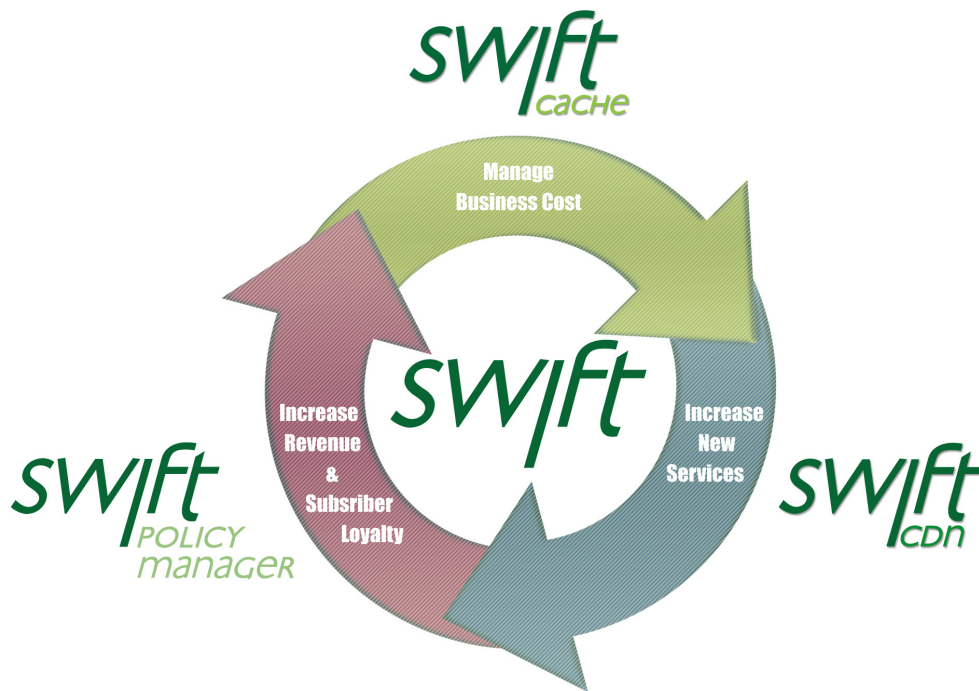 swift
cache
Manage
Business Cost
swift
Increase
Revenue
&
Subsriber
Loyalty
Increase
New
Services
swift
POLICY
manager
swift
cdn